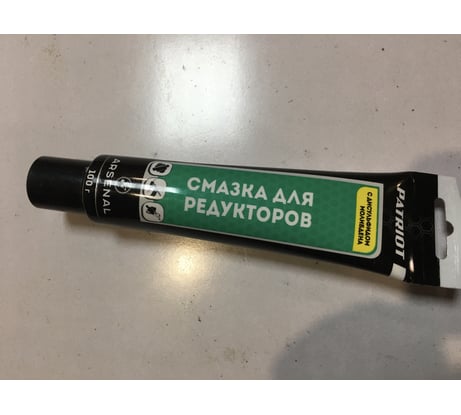 PATRIOT
С ДИСУЛЬФИДОМ
МОЛИБДЕНА
СМАЗКА ДЛЯ
РЕДУКТОРОВ
ARSENAL
100 г